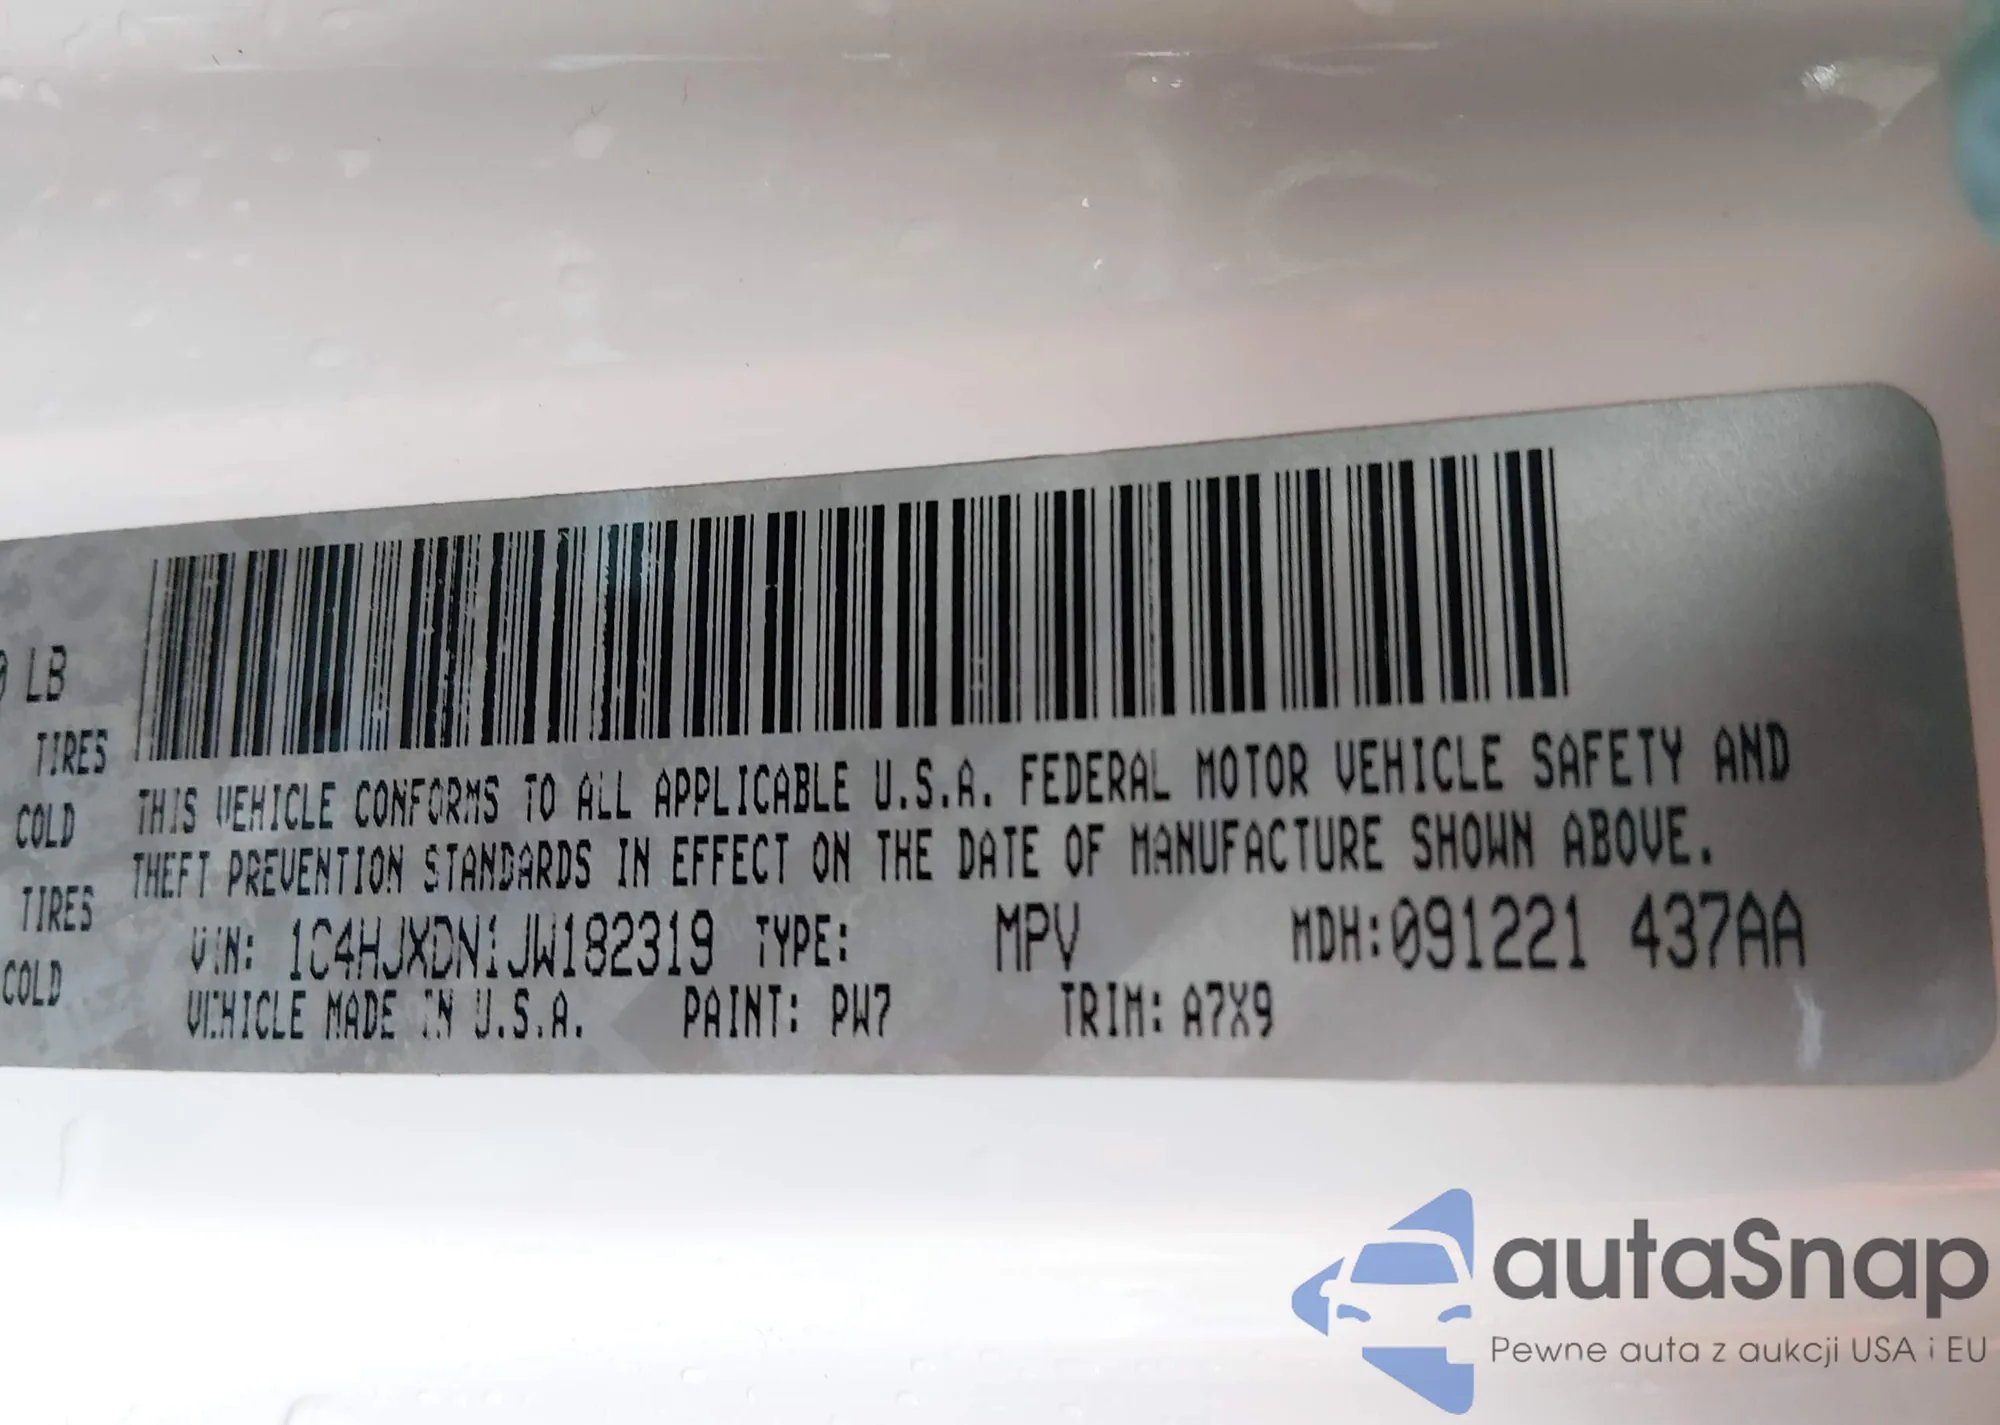 0 LB
TIRES
COLD
TIRES
COLD
THIS VEHICLE CONFORMS TO ALL APPLICABLE U.S.A. FEDERAL MOTOR VEHICLE SAFETY AND
THEFT PREVENTION STANDARDS IN EFFECT ON THE DATE OF MANUFACTURE SHOWN ABOVE.
VIN: 1C4HJXDN1JW182319 TYPE: MPV MDH:091221 437AA
VEHICLE MADE IN U.S.A. PAINT: PW7 TRIM: A7X9
autaSnap
Pewne auta z aukcji USA i EU